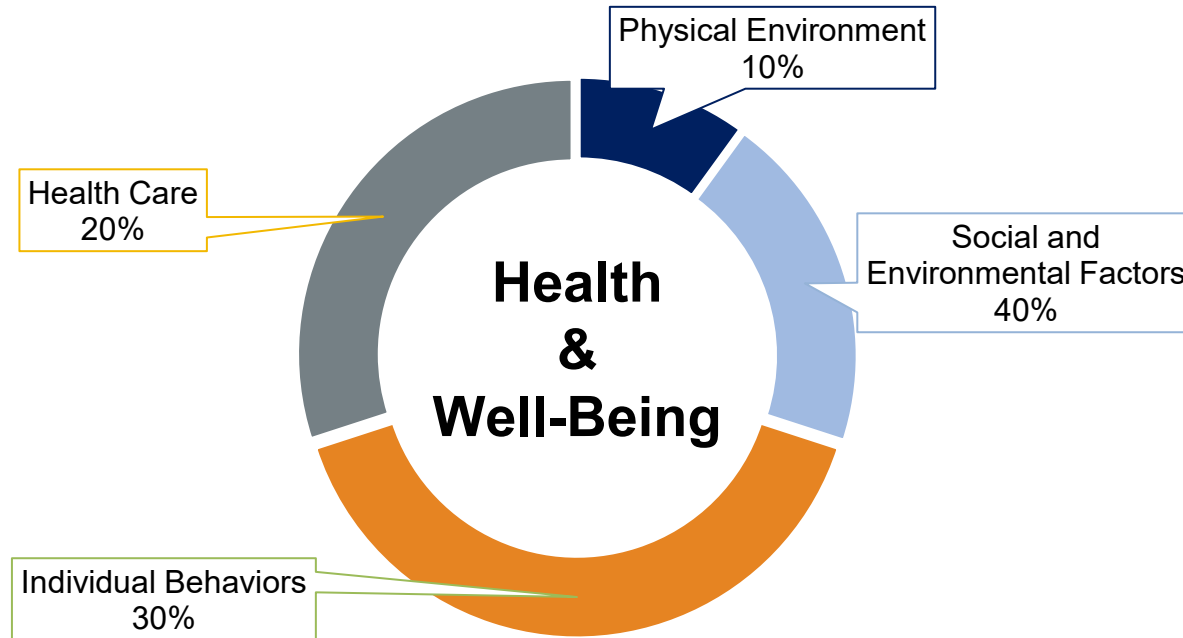 Physical Environment
10%
Health Care
20%
Social and
Environmental Factors
40%
Health
&
Well-Being
Individual Behaviors
30%